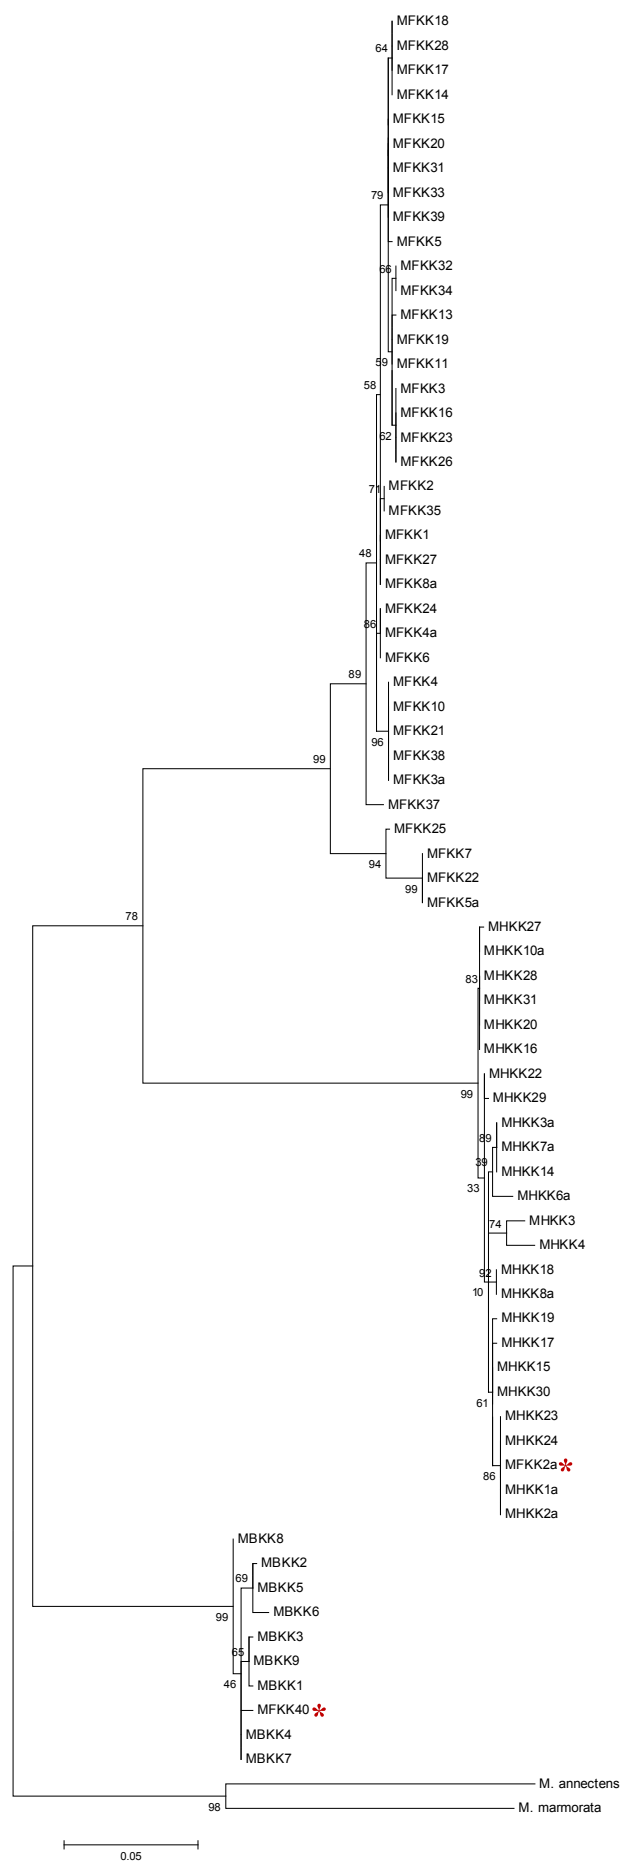 MFKK18
MFKK28
64
MFKK17
MFKK14
MFKK15
MFKK20
MFKK31
MFKK33
79
MFKK39
MFKK5
MFKK32
66
MFKK34
MFKK13
MFKK19
MFKK11
59
MFKK3
58
MFKK16
MFKK23
62
MFKK26
MFKK2
71
MFKK35
MFKK1
48
MFKK27
MFKK8a
MFKK24
86
MFKK4a
MFKK6
89
MFKK4
MFKK10
MFKK21
96
MFKK38
99
MFKK3a
MFKK37
MFKK25
MFKK7
94
MFKK22
99
MFKK5a
78
MHKK27
MHKK10a
MHKK28
83
MHKK31
MHKK20
MHKK16
MHKK22
99
MHKK29
MHKK3a
89
MHKK7a
39
MHKK14
33
MHKK6a
MHKK3
74
MHKK4
MHKK18
92
MHKK8a
10
MHKK19
MHKK17
MHKK15
MHKK30
61
MHKK23
MHKK24
MFKK2a*
86
MHKK1a
MHKK2a
MBKK8
MBKK2
69
MBKK5
MBKK6
99
MBKK3
65
MBKK9
46
MBKK1
MFKK40*
MBKK4
MBKK7
M. annectens
98
M. marmorata
0.05